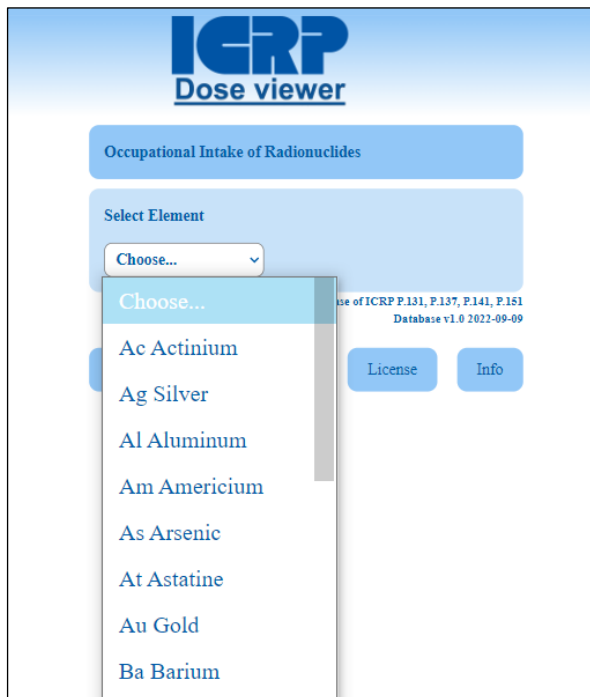 ICRP
Dose viewer
Occupational Intake of Radionuclides
Select Element
Choose...
Choose...
of ICRP P.131, P.137, P.141, P.151
Database v1.0 2022-09-09
Ac Actinium
License
Info
Ag Silver
Al Aluminum
Am Americium
As Arsenic
At Astatine
Au Gold
Ba Barium